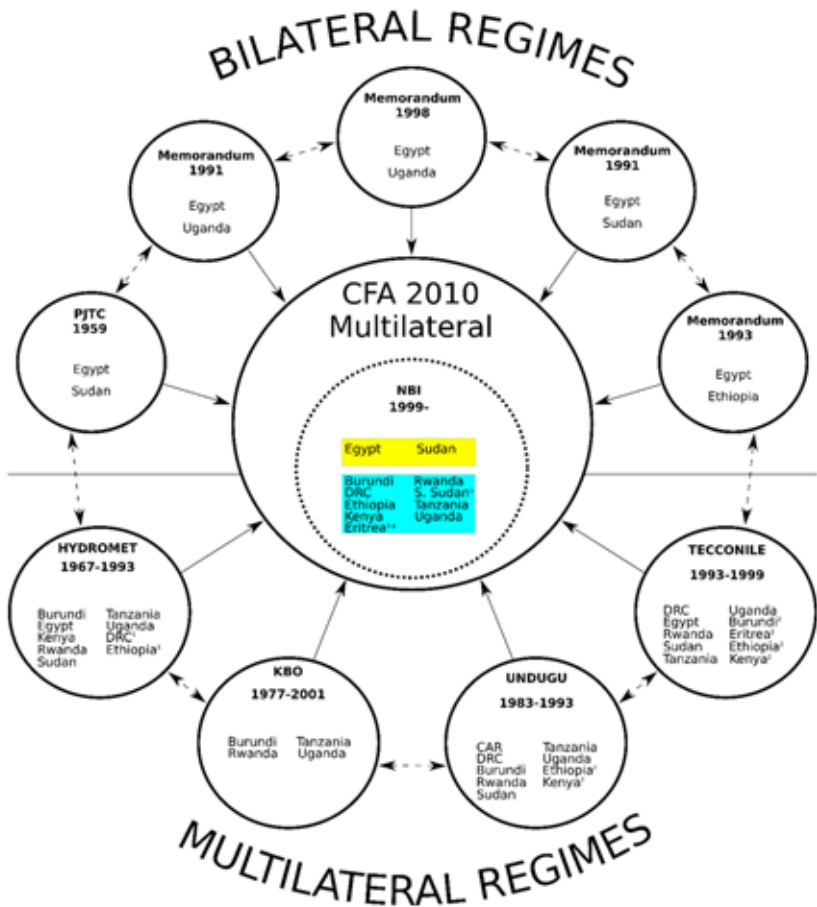 BILATERAL REGIMES
Memorandum
1998
Egypt
Uganda
Memorandum
1991
Egypt
Uganda
Memorandum
1991
Egypt
Sudan
PJTC
1959
Egypt
Sudan
Memorandum
1993
Egypt
Ethiopia
CFA 2010
Multilateral
NBI
1999-
Egypt Sudan
Burundi Rwanda
DRC S. Sudan
Ethiopia Tanzania
Kenya Uganda
Eritrea
HYDROMET
1967-1993
Burundi Tanzania
Egypt Uganda
Kenya DRC
Rwanda Ethiopia
Sudan
TECCONILE
1993-1999
DRC Uganda
Egypt Burundi²
Rwanda Eritrea²
Sudan Ethiopia²
Tanzania Kenya²
KBO
1977-2001
Burundi Tanzania
Rwanda Uganda
UNDUGU
1983-1993
CAR Tanzania
DRC Uganda
Burundi Ethiopia
Rwanda Kenya
Sudan
MULTILATERAL REGIMES